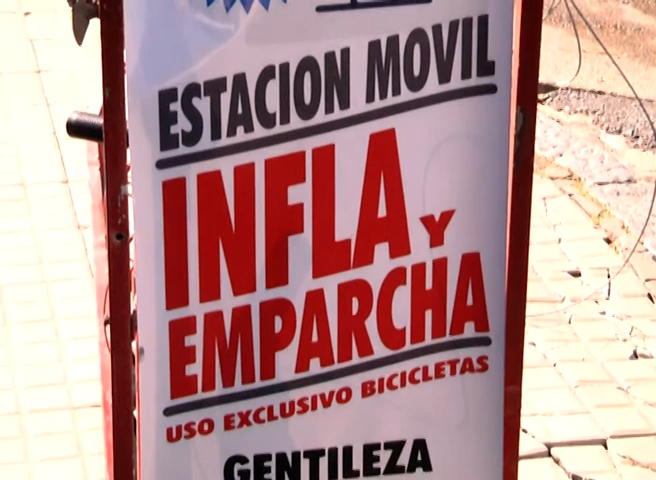 ESTACION MOVIL
INFLA Y
EMPARCHA
USO EXCLUSIVO BICICLETAS
GENTILEZA